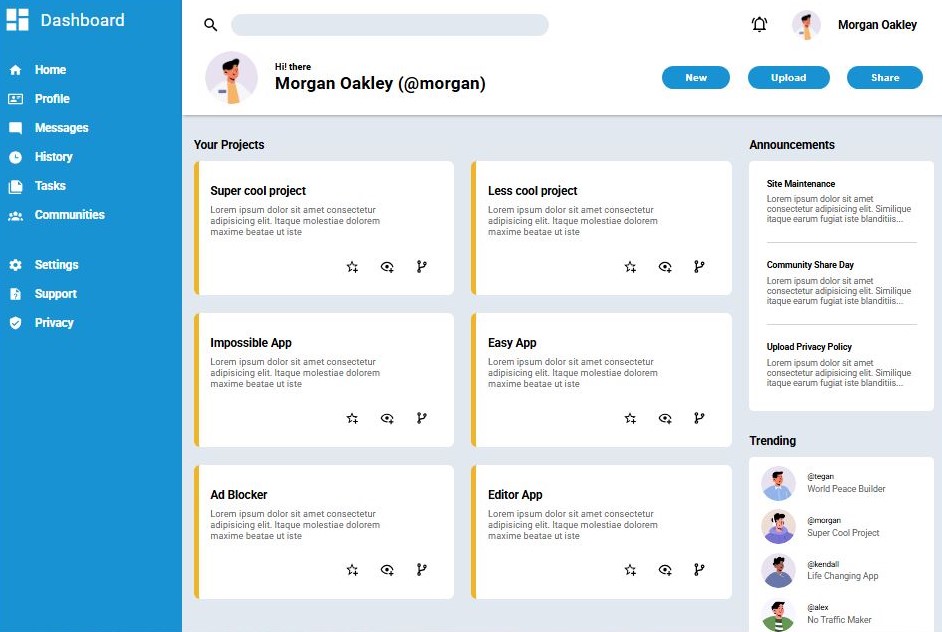 Dashboard
Home
Profile
Messages
History
Tasks
Communities
Settings
Support
Privacy
Morgan Oakley
Hi! there
Morgan Oakley (@morgan)
New
Upload
Share
Your Projects
Super cool project
Lorem ipsum dolor sit amet consectetur
adipisicing elit. Itaque molestiae dolorem
maxime beatae ut iste
Less cool project
Lorem ipsum dolor sit amet consectetur
adipisicing elit. Itaque molestiae dolorem
maxime beatae ut iste
Impossible App
Lorem ipsum dolor sit amet consectetur
adipisicing elit. Itaque molestiae dolorem
maxime beatae ut iste
Easy App
Lorem ipsum dolor sit amet consectetur
adipisicing elit. Itaque molestiae dolorem
maxime beatae ut iste
Ad Blocker
Lorem ipsum dolor sit amet consectetur
adipisicing elit. Itaque molestiae dolorem
maxime beatae ut iste
Editor App
Lorem ipsum dolor sit amet consectetur
adipisicing elit. Itaque molestiae dolorem
maxime beatae ut iste
Announcements
Site Maintenance
Lorem ipsum dolor sit amet
consectetur adipisicing elit. Similique
itaque earum fugiat iste blanditiis...
Community Share Day
Lorem ipsum dolor sit amet
consectetur adipisicing elit. Similique
itaque earum fugiat iste blanditiis...
Upload Privacy Policy
Lorem ipsum dolor sit amet
consectetur adipisicing elit. Similique
itaque earum fugiat iste blanditiis...
Trending
@tegan
World Peace Builder
@morgan
Super Cool Project
@kendall
Life Changing App
@alex
No Traffic Maker